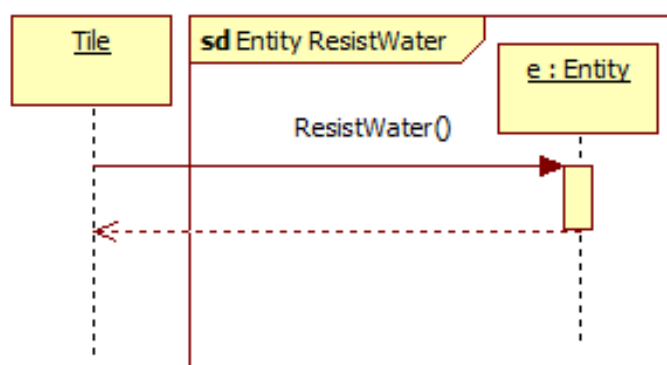 Tile
sd Entity ResistWater
e : Entity
ResistWater()